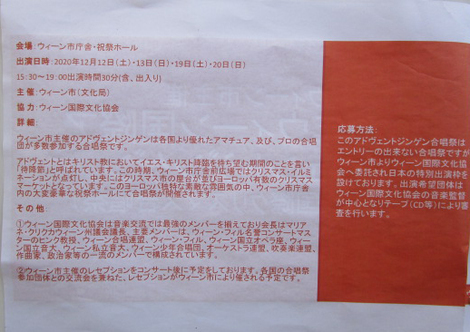 会場：ウィーン市庁舎・祝祭ホール
出演日時：2020年12月12日（土）・13日（日）・19日（土）・20日（日）
15:30～19:00出演時間30分（含、出入り）
主催：ウィーン市（文化局）
協力：ウィーン国際文化協会
詳細：
ウィーン市主催のアドヴェントジンゲンは各国より優れたアマチュア、及び、プロの合唱
団が多数参加する合唱祭です。
アドヴェントとはキリスト教においてイエス・キリスト降臨を待ち望む期間のことを言い
「待降節」と呼ばれています。この時期、ウィーン市庁舎前広場ではクリスマス・イルミ
ネーションが点灯し、中央にはクリスマス市の屋台が並びヨーロッパ有数のクリスマス
マーケットとなっています。このヨーロッパ独特な素敵な雰囲気の中、ウィーン市庁舎
内の大変豪華な祝祭ホールにて合唱祭が開催されます。
その他：
①ウィーン国際文化協会は音楽交流では最強のメンバーを揃えており会長はマリア
ネ・クリクカウィーン州議会議長、主要メンバーは、ウィーン・フィル名誉コンサートマス
ターのヒンク教授、ウィーン合唱連盟、ウィーン・フィル、ウィーン国立オペラ座、ウィー
ン国立音大、ウィーン私立音大、ウィーン少年合唱団、オーケストラ連盟、吹奏楽連盟、
作曲家、政治家等の一流のメンバーで構成されています。
②ウィーン市主催のレセプションをコンサート後に予定をしております。各国の合唱祭
参加団体との交流会を兼ねた、レセプションがウィーン市により催される予定です。
応募方法：
このアドヴェントジンゲン合唱祭は
エントリーの出来ない合唱祭ですが
ウィーン市よりウィーン国際文化協
会へ委託され日本の特別出演枠を
設けております。出演希望団体は
ウィーン国際文化協会の音楽監督
が中心となりテープ（CD等）により審
査を行います。